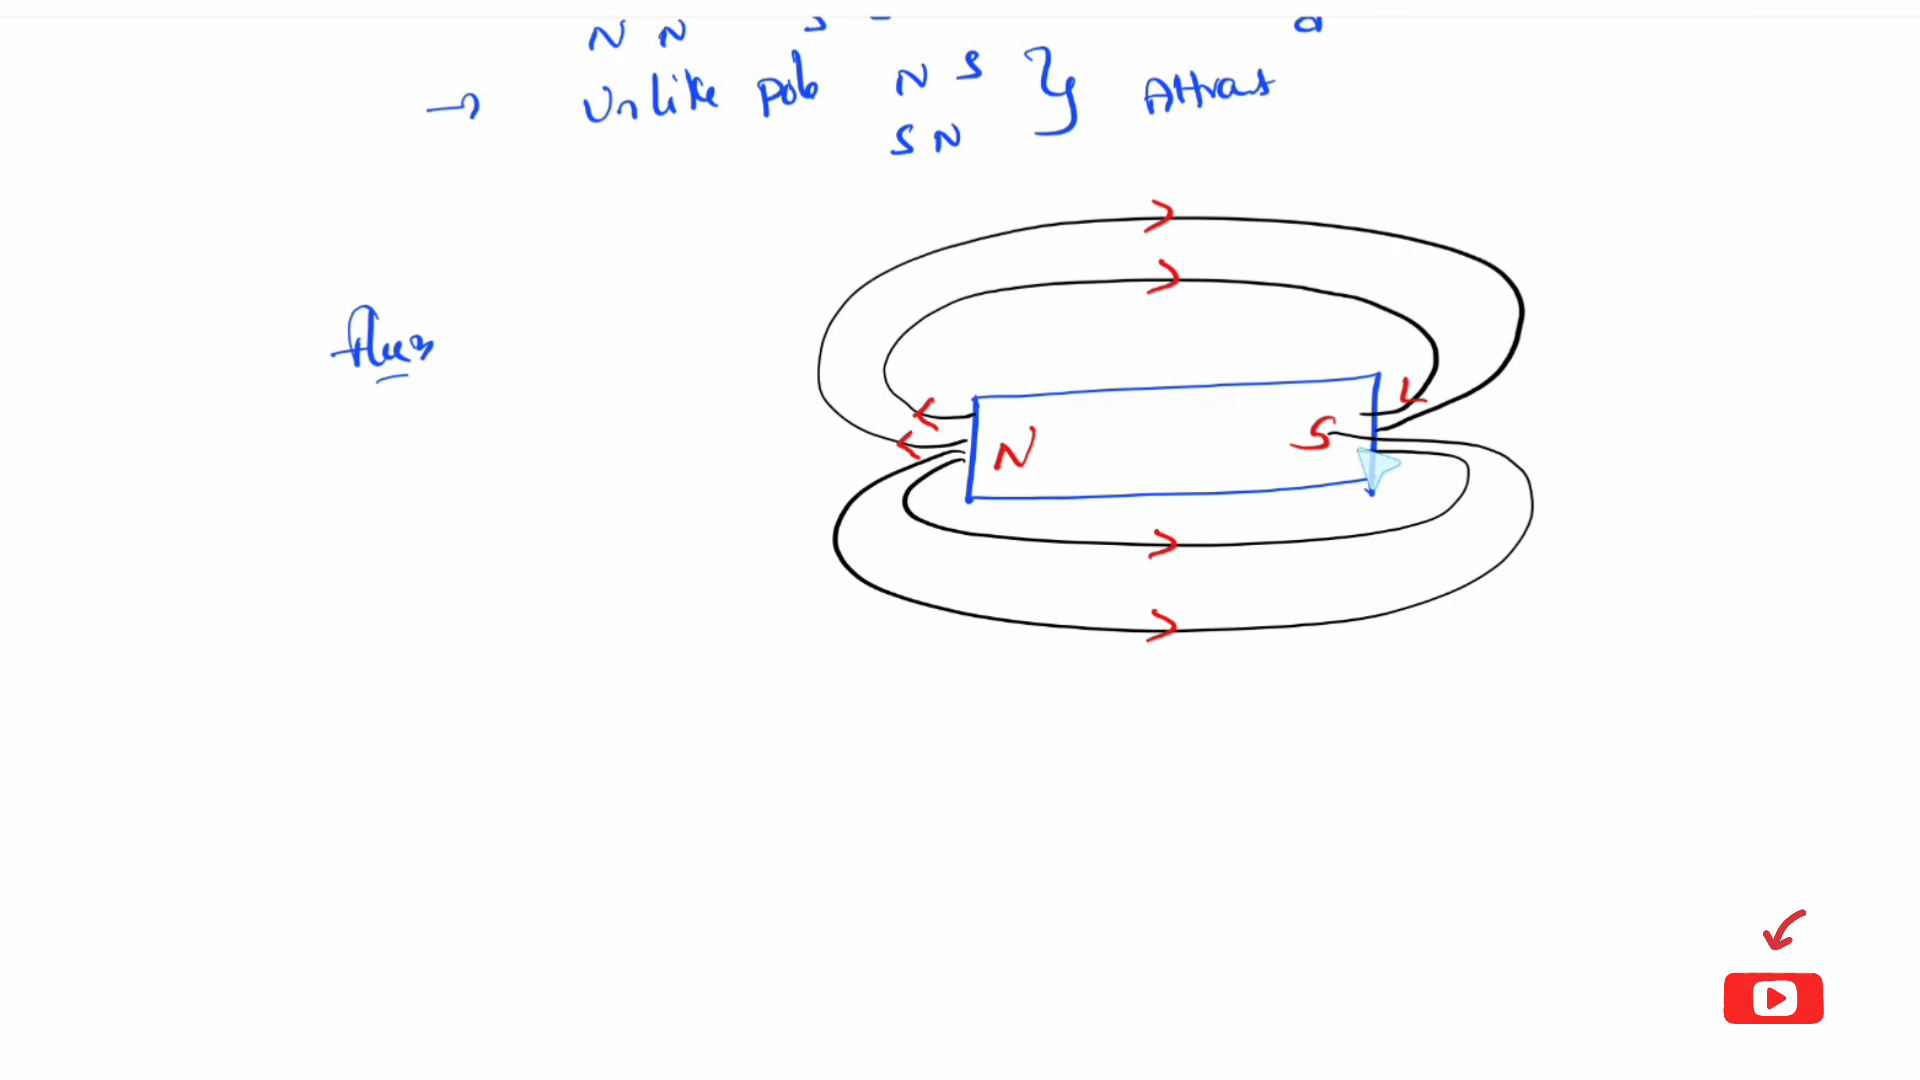 N N S
→ Unlike pole N S } Attract
S N
flux
N S